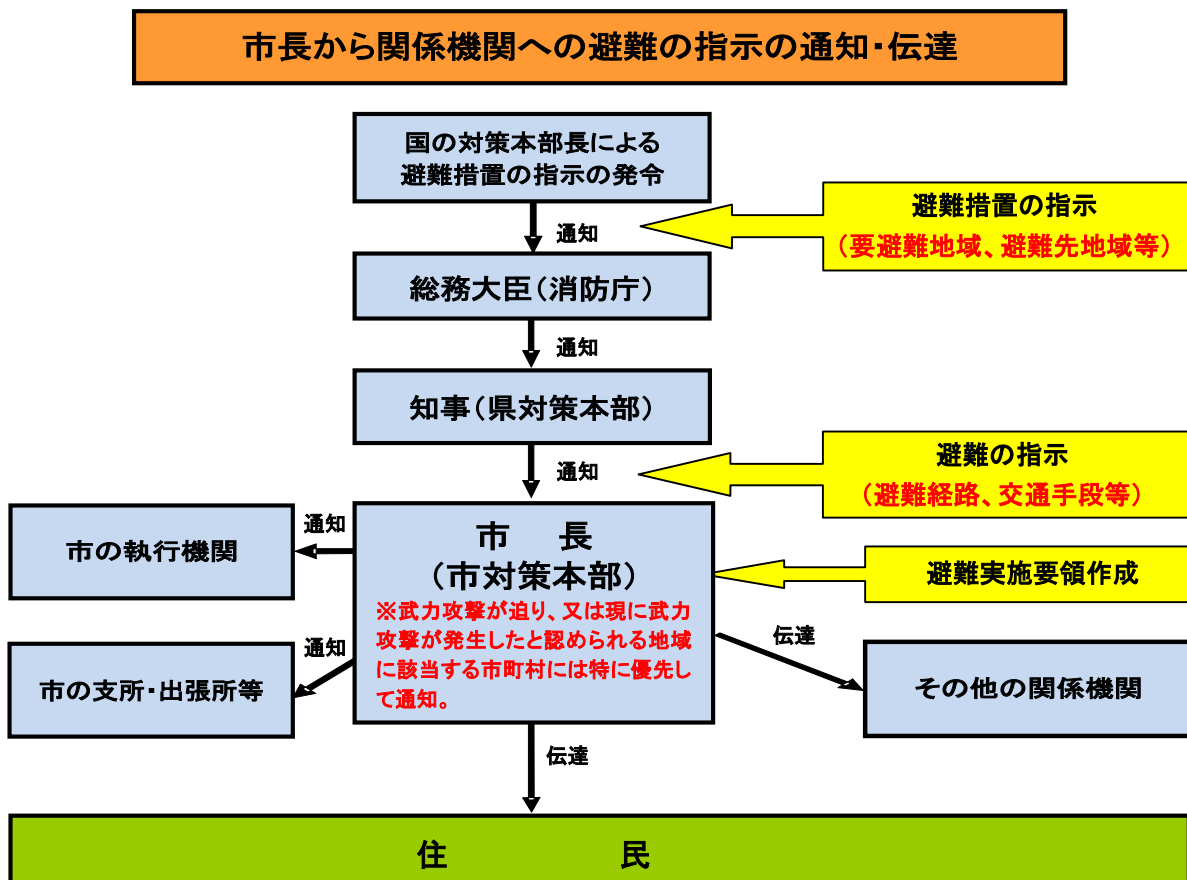 市長から関係機関への避難の指示の通知・伝達
国の対策本部長による
避難措置の指示の発令
避難措置の指示
（要避難地域、避難先地域等）
通知
総務大臣（消防庁）
通知
知事（県対策本部）
避難の指示
（避難経路、交通手段等）
通知
市　長
（市対策本部）
※武力攻撃が迫り、又は現に武力
攻撃が発生したと認められる地域
に該当する市町村には特に優先し
て通知。
通知
市の執行機関
避難実施要領作成
通知
市の支所・出張所等
伝達
その他の関係機関
伝達
住　民